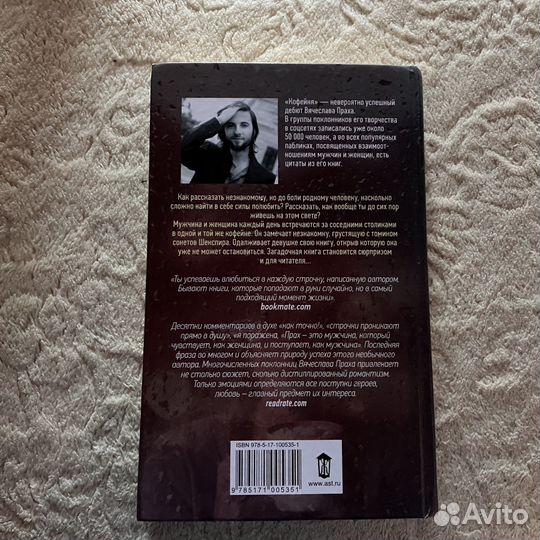 «Кофейня» — невероятно успешный
дебют Вячеслава Праха.
В группы поклонников его творчества
в соцсетях записались уже около
50 000 человек, а во всех популярных
пабликах, посвященных взаимоот-
ношениям мужчин и женщин, есть
цитаты из его книг.
Как рассказать незнакомому, но до боли родному человеку, насколько
сложно найти в себе силы полюбить? Рассказать, как вообще ты до сих пор
живешь на этом свете?
Мужчина и женщина каждый день встречаются за соседними столиками
в одной и той же кофейне. Он замечает незнакомку, грустящую с томиком
сонетов Шекспира. Одалживает девушке свою книгу, открыв которую она
уже не может остановиться. Загадочная книга становится сюрпризом
и для читателя...
«Ты успеваешь влюбиться в каждую строчку, написанную автором.
Бывают книги, которые попадают в руки случайно, но в самый
подходящий момент жизни».
bookmate.com
Десятки комментариев в духе «как точно!», «строчки проникают
прямо в душу», «я поражена, «Прах – это мужчина, который
чувствует, как женщина, и поступает, как мужчина». Последняя
фраза во многом и объясняет природу успеха этого необычного
автора. Многочисленных поклонниц Вячеслава Праха привлекает
не столько сюжет, сколько дистиллированный романтизм.
Только эмоциями определяются все поступки героев,
любовь – главный предмет их интереса.
readrate.com
ISBN 978-5-17-100535-1
9 785171 005351
www.ast.ru
Avito